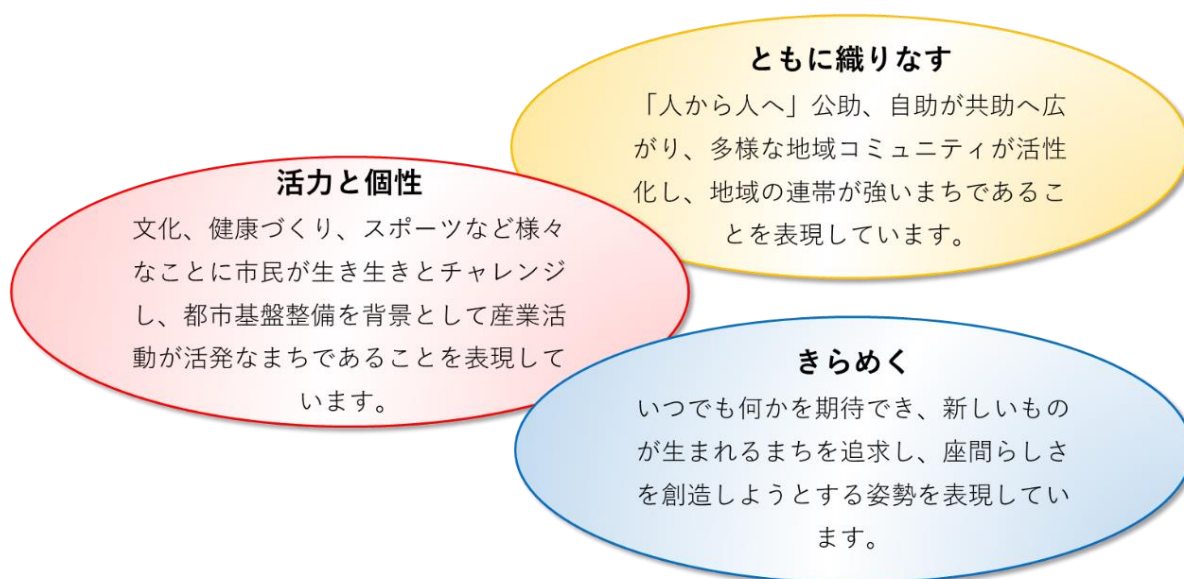 ともに織りなす
「人から人へ」公助、自助が共助へ広
がり、多様な地域コミュニティが活性
化し、地域の連帯が強いまちであるこ
とを表現しています。
活力と個性
文化、健康づくり、スポーツなど様々
なことに市民が生き生きとチャレンジ
し、都市基盤整備を背景として産業活
動が活発なまちであることを表現して
います。
きらめく
いつでも何かを期待でき、新しいもの
が生まれるまちを追求し、座間らしさ
を創造しようとする姿勢を表現してい
ます。